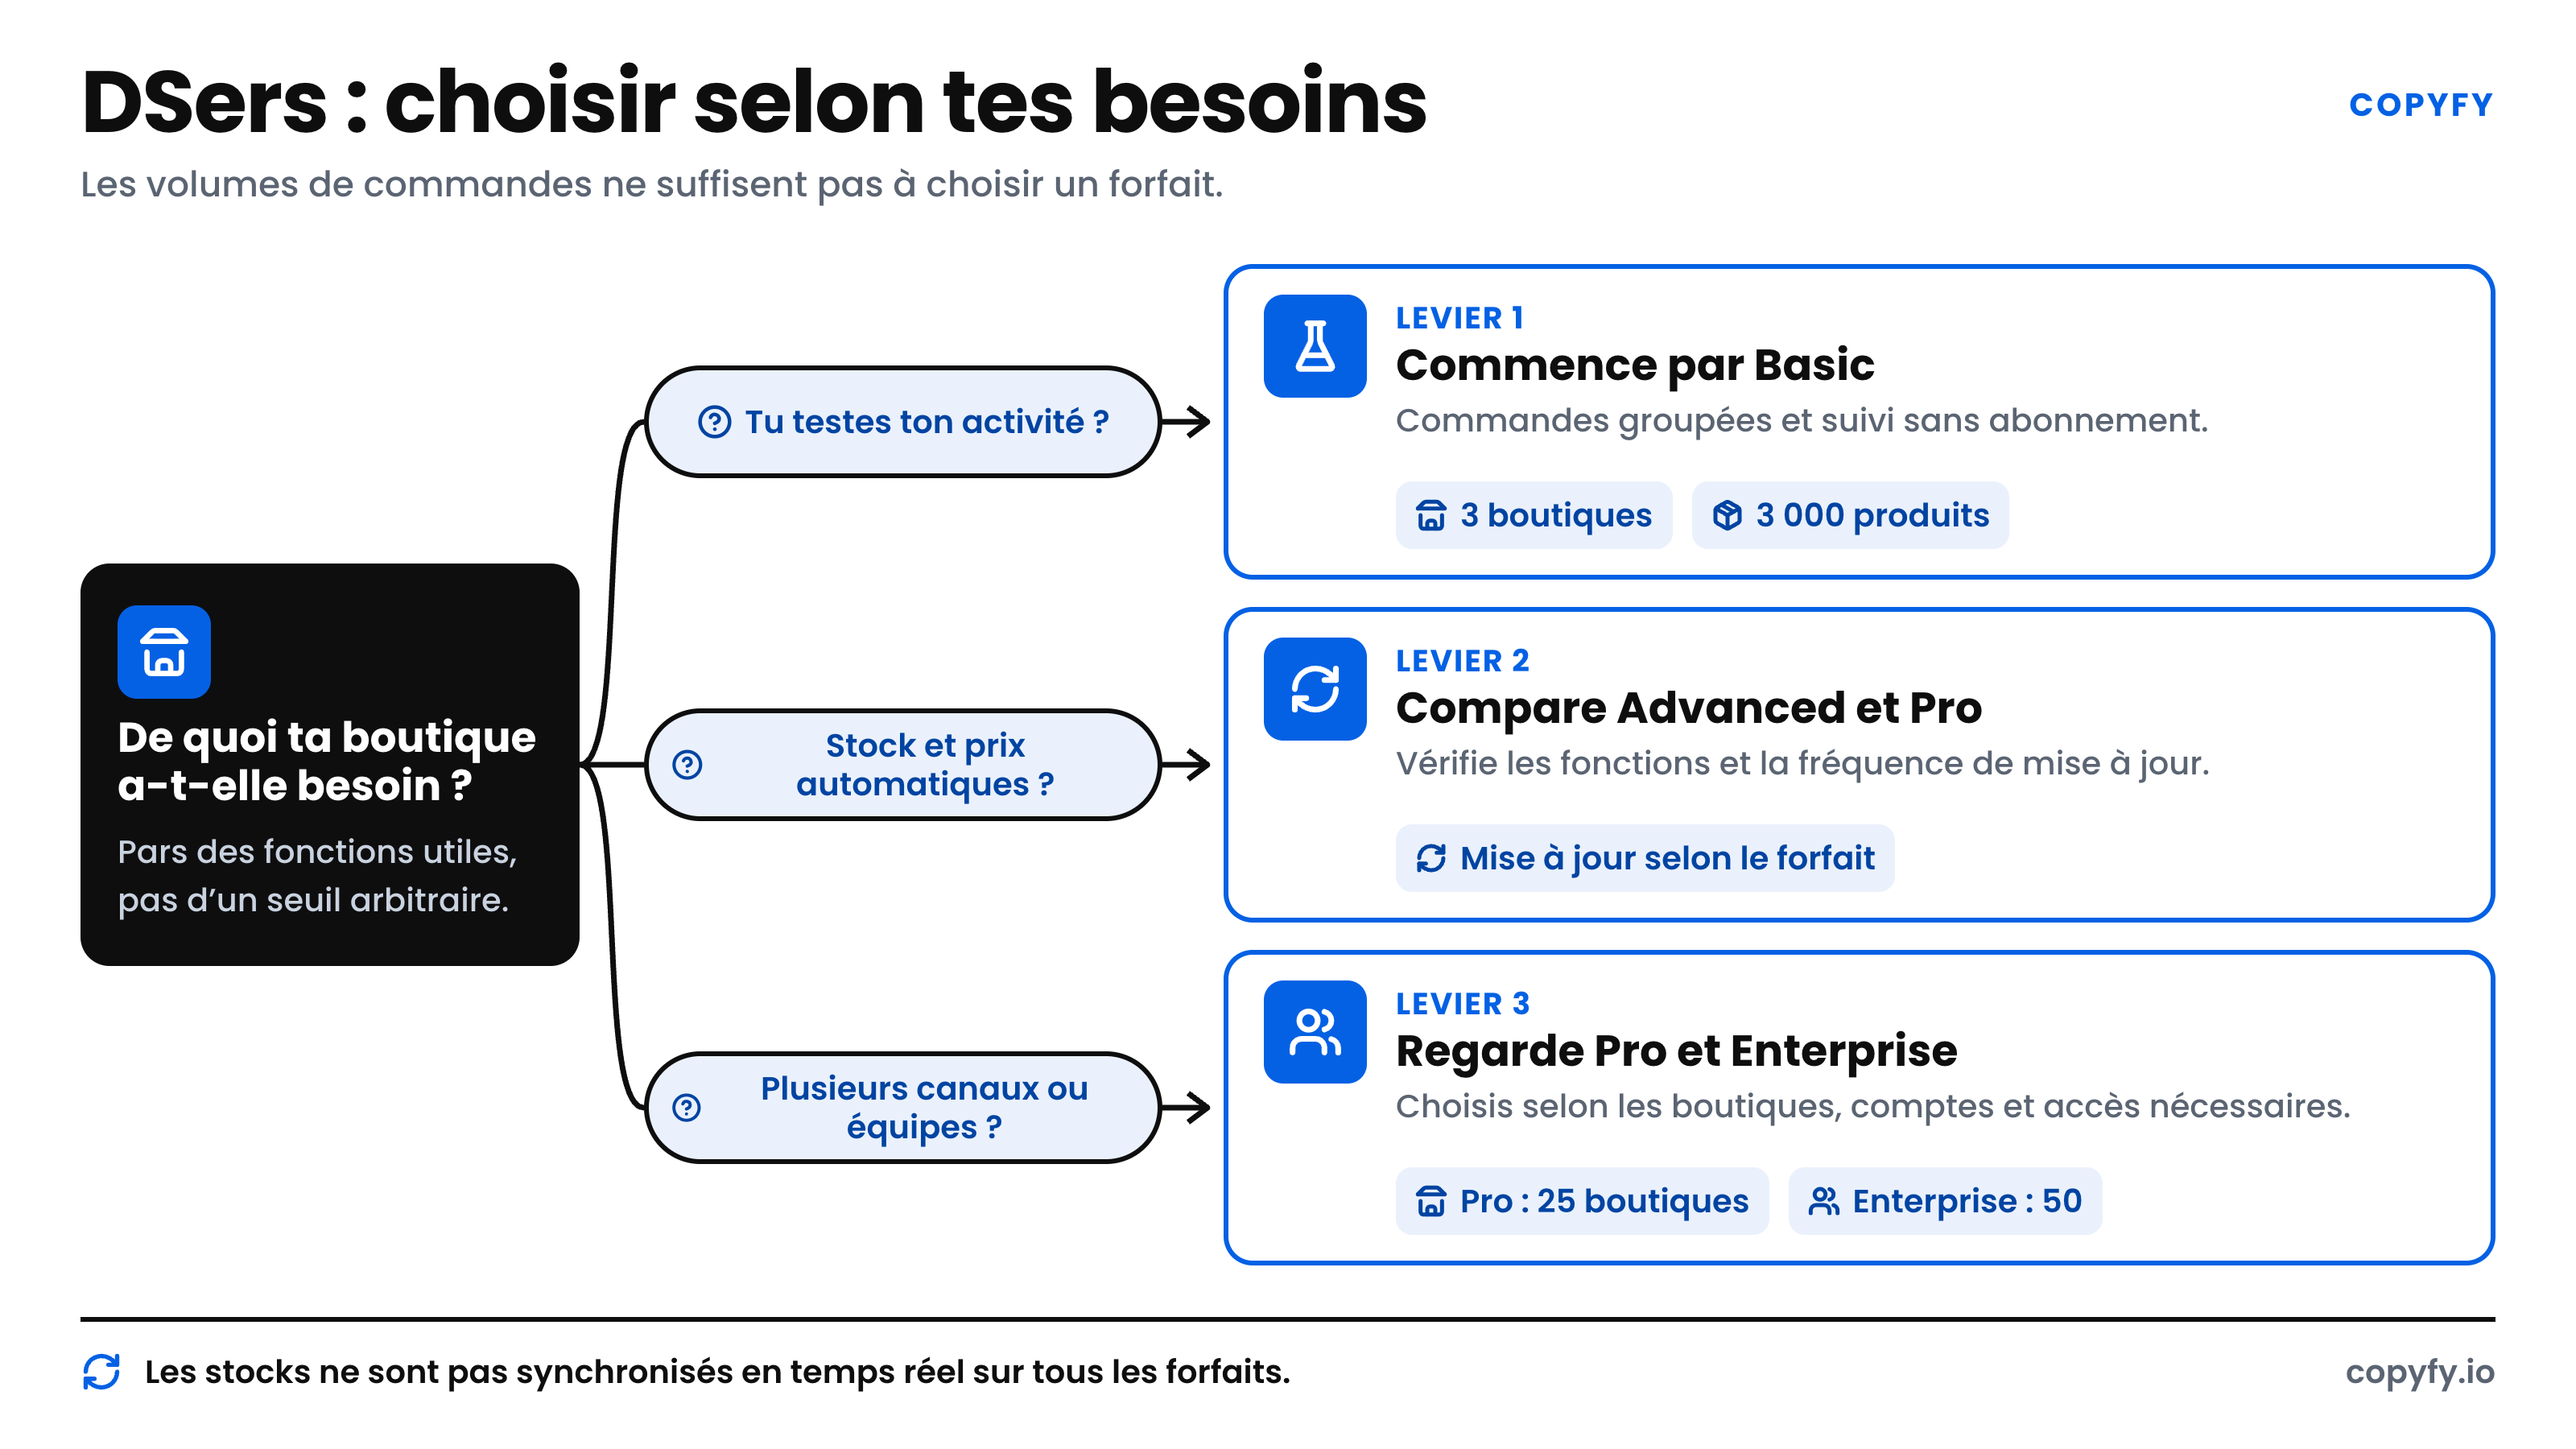 DSers : choisir selon tes besoins
COPYFY
Les volumes de commandes ne suffisent pas à choisir un forfait.
De quoi ta boutique
a-t-elle besoin ?
Pars des fonctions utiles,
pas d’un seuil arbitraire.
Tu testes ton activité ?
LEVIER 1
Commence par Basic
Commandes groupées et suivi sans abonnement.
3 boutiques
3 000 produits
Stock et prix
automatiques ?
LEVIER 2
Compare Advanced et Pro
Vérifie les fonctions et la fréquence de mise à jour.
Mise à jour selon le forfait
Plusieurs canaux ou
équipes ?
LEVIER 3
Regarde Pro et Enterprise
Choisis selon les boutiques, comptes et accès nécessaires.
Pro : 25 boutiques
Enterprise : 50
Les stocks ne sont pas synchronisés en temps réel sur tous les forfaits.
copyfy.io